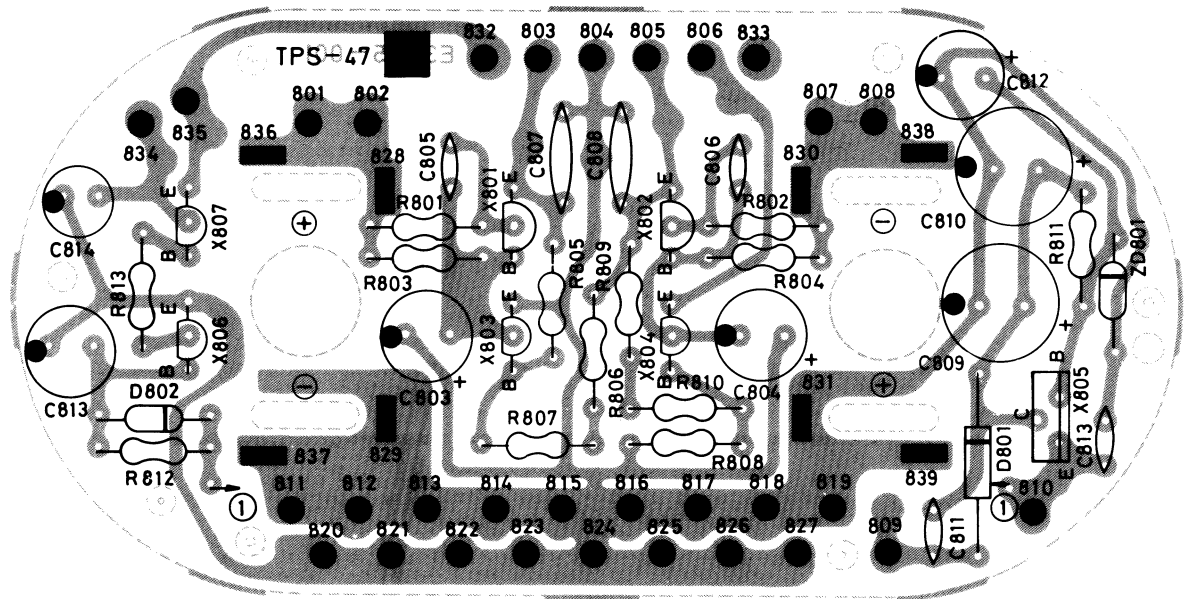 TPS-47
832
803
804
805
806
833
C812
801
802
807
808
835
834
836
838
828
C805
X801
E
C807
C808
C806
830
E
E
R801
X802
R802
C810
X807
C814
B
+
−
R811
ZD801
B
B
R805
R809
R813
R803
R804
E
E
E
X806
X803
X804
B
B
R806
R810
C809
B
D802
C813
C803
C804
831
C
X805
R807
R812
829
837
R808
839
D801
C813
E
811
812
813
814
815
816
817
818
819
810
1
1
820
821
822
823
824
825
826
827
809
C811